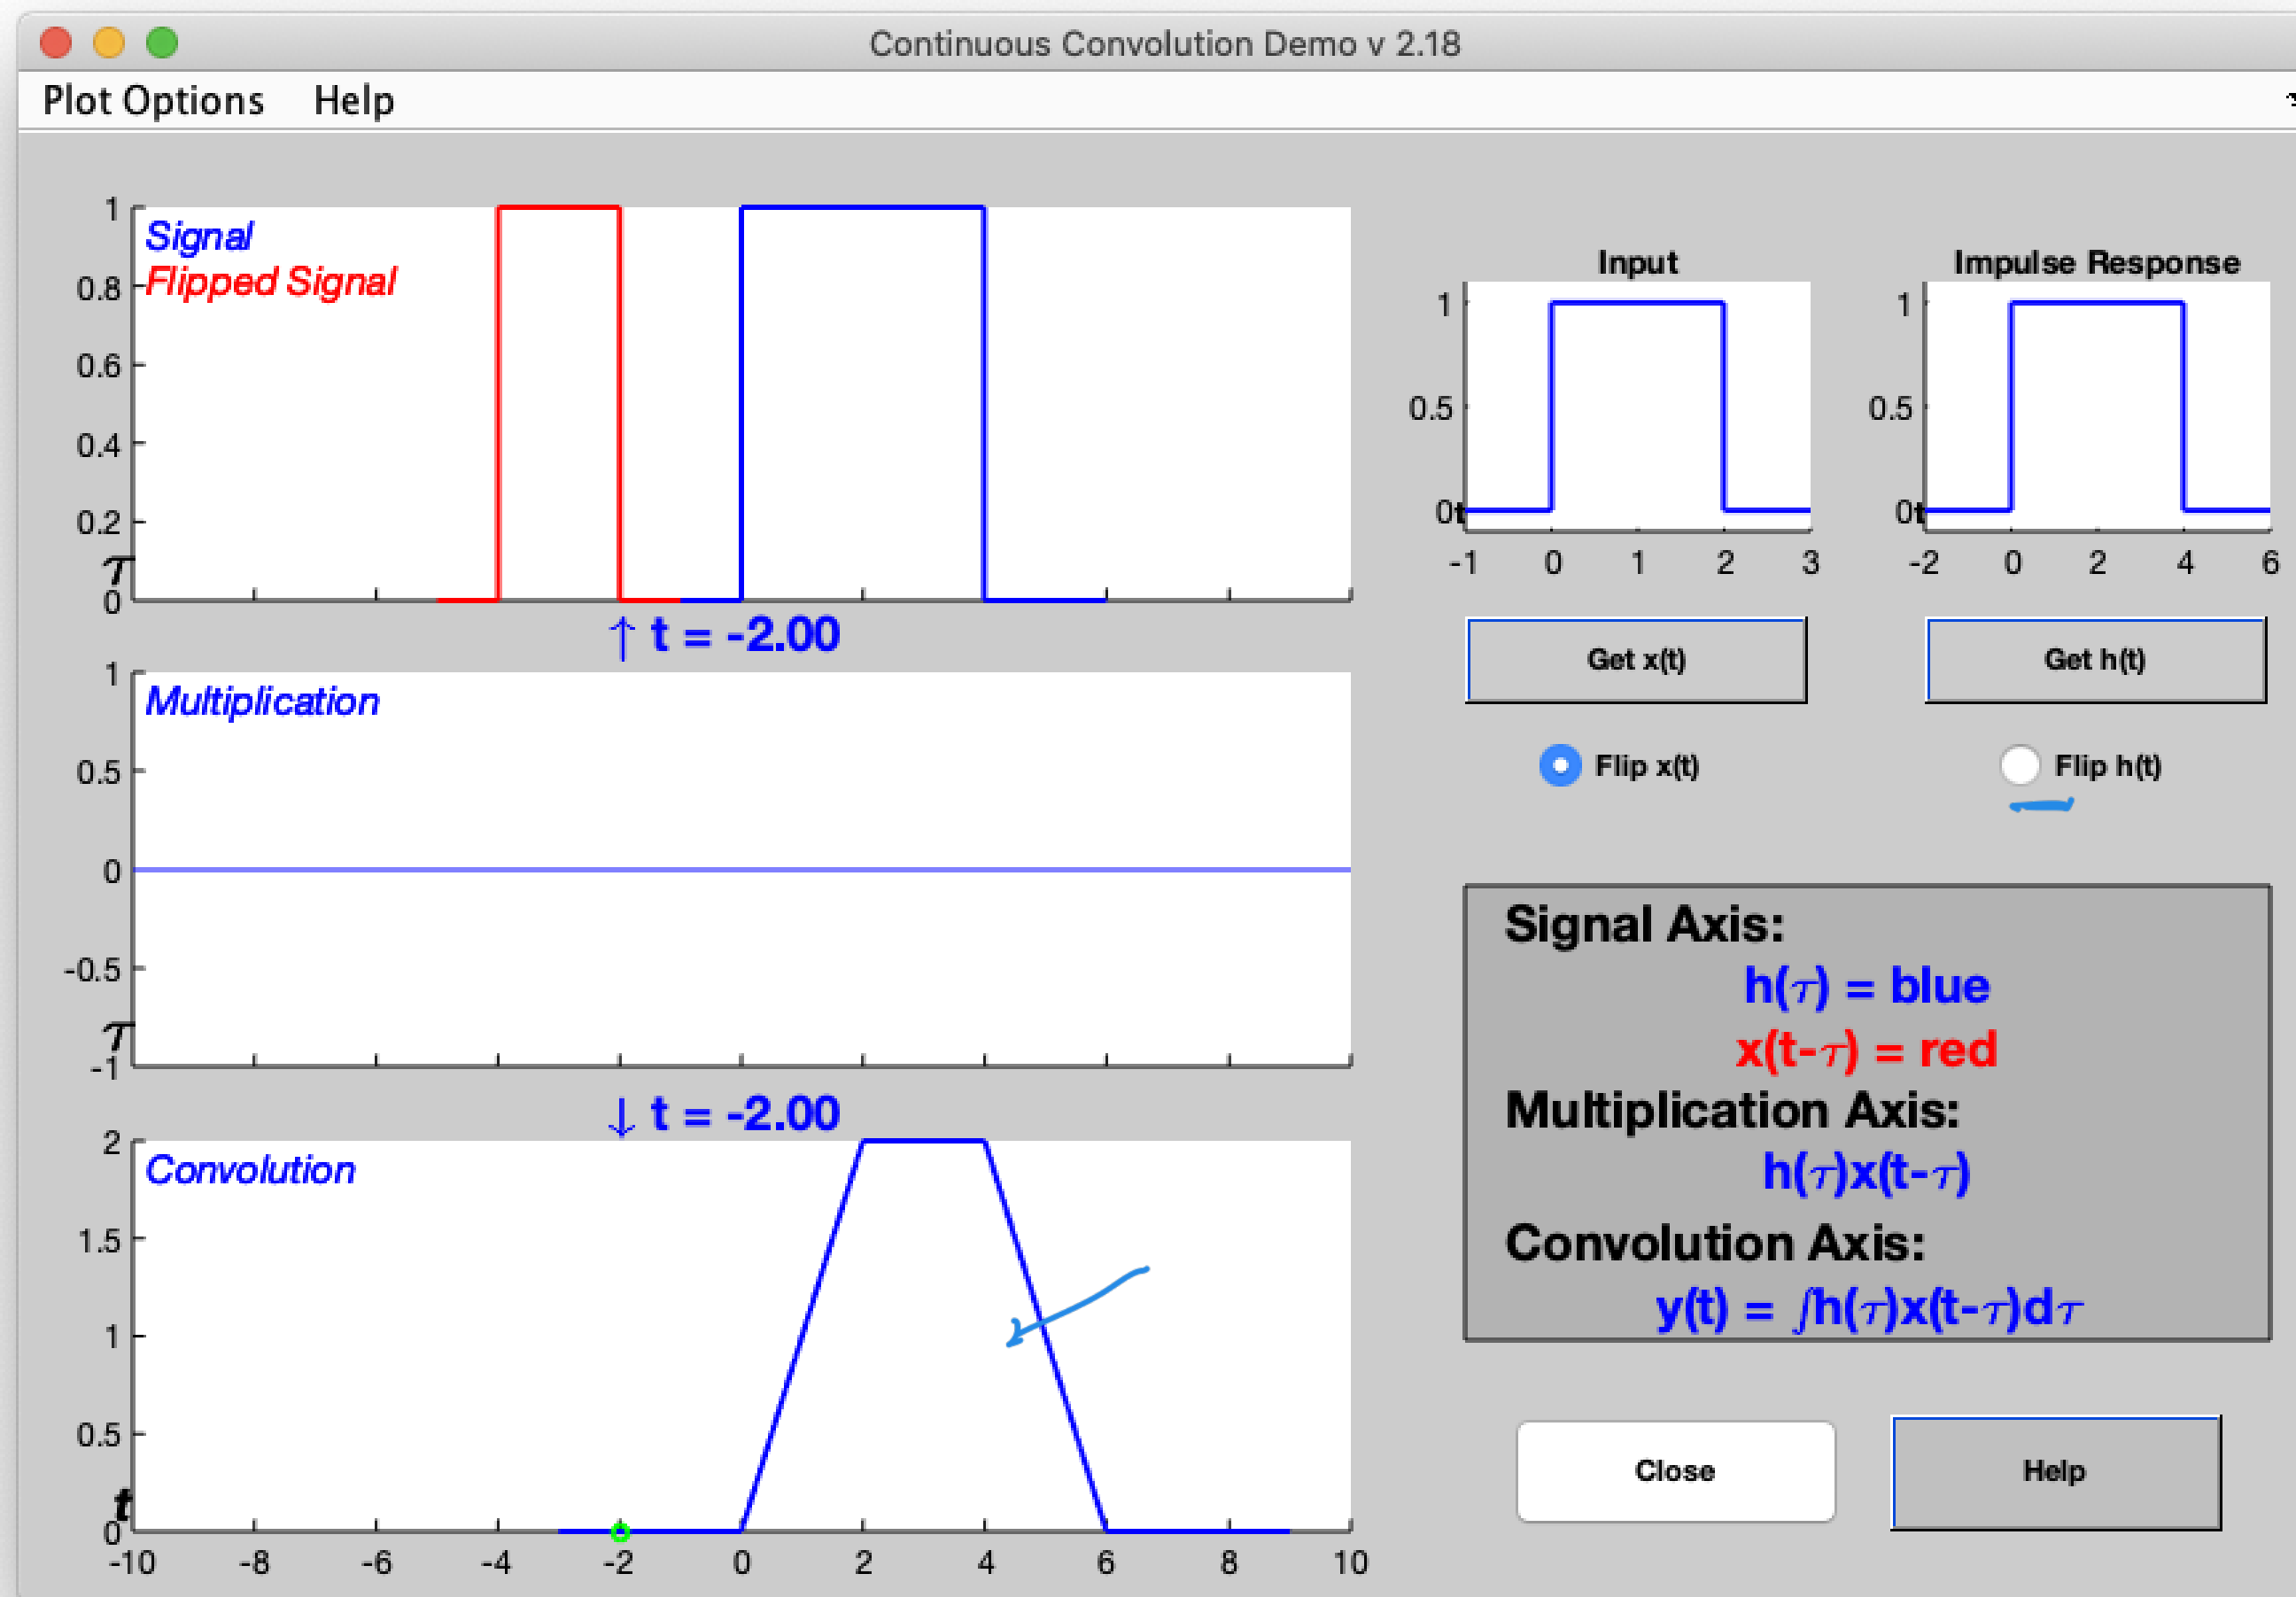 Continuous Convolution Demo v 2.18
Plot Options Help
Signal
Flipped Signal
1
0.8
0.6
0.4
0.2
τ
0
↑ t = -2.00
Multiplication
1
0.5
0
-0.5
τ
-1
↓ t = -2.00
Convolution
2
1.5
1
0.5
t
0
-10 -8 -6 -4 -2 0 2 4 6 8 10
Input
1
0.5
0t
-1 0 1 2 3
Impulse Response
1
0.5
0t
-2 0 2 4 6
Get x(t) Get h(t)
Flip x(t) Flip h(t)
Signal Axis:
h(τ) = blue
x(t-τ) = red
Multiplication Axis:
h(τ)x(t-τ)
Convolution Axis:
y(t) = ∫h(τ)x(t-τ)dτ
Close Help